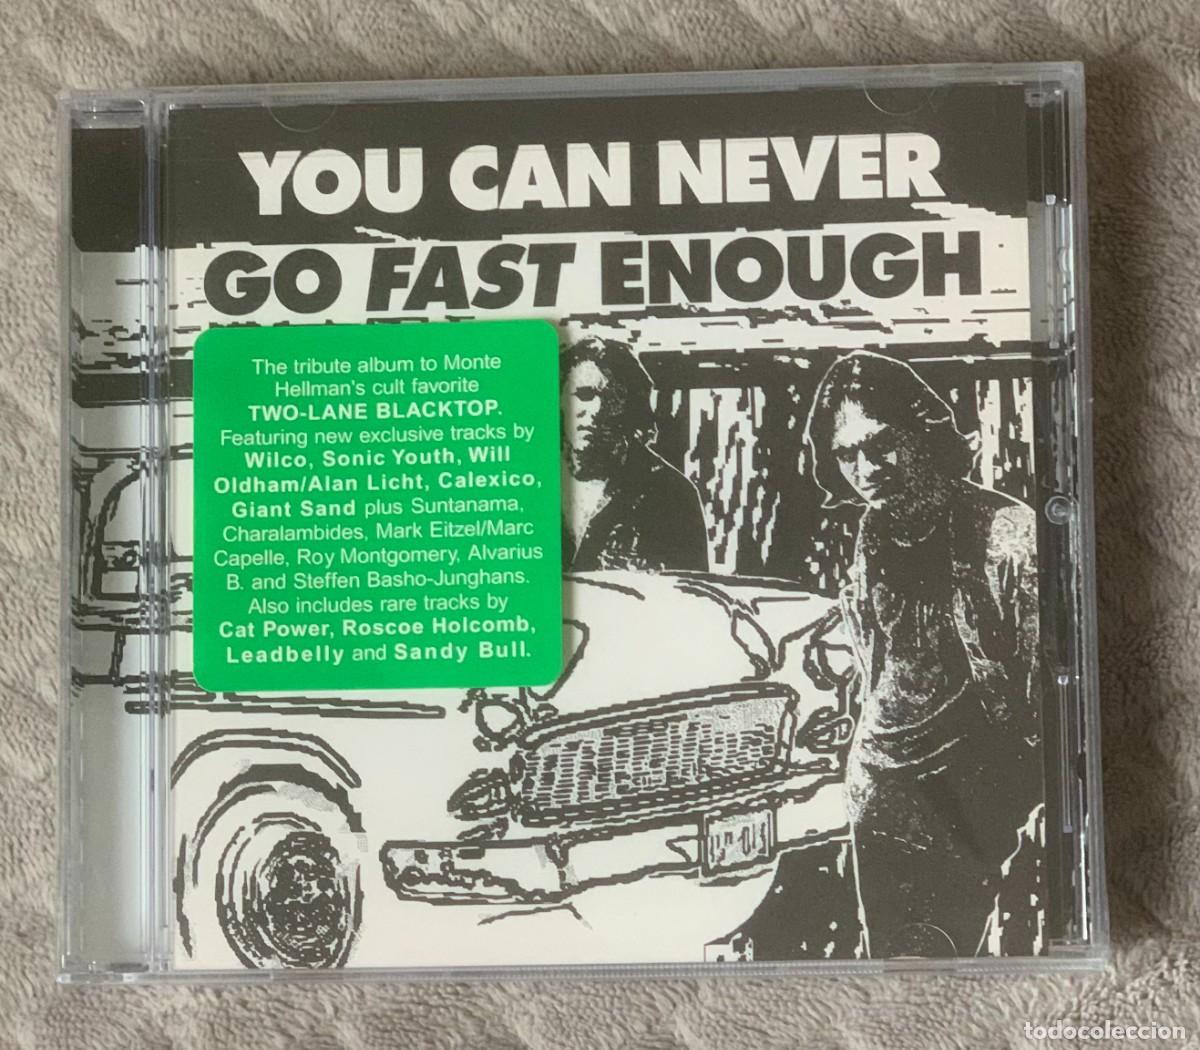 YOU CAN NEVER
GO FAST ENOUGH
The tribute album to Monte
Hellman's cult favorite
TWO-LANE BLACKTOP.
Featuring new exclusive tracks by
Wilco, Sonic Youth, Will
Oldham/Alan Licht, Calexico,
Giant Sand plus Suntanama,
Charalambides, Mark Eitzel/Marc
Capelle, Roy Montgomery, Alvarius
B. and Steffen Basho-Junghans.
Also includes rare tracks by
Cat Power, Roscoe Holcomb,
Leadbelly and Sandy Bull.
todocoleccion